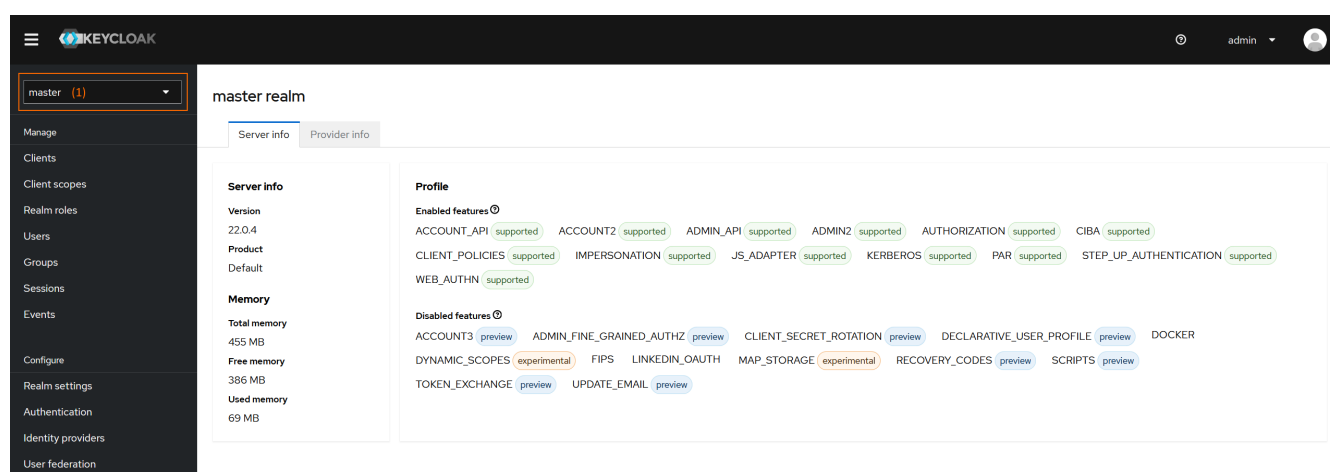 KEYCLOAK
admin
master (1)
Manage
Clients
Client scopes
Realm roles
Users
Groups
Sessions
Events
Configure
Realm settings
Authentication
Identity providers
User federation
master realm
Server info Provider info
Server info
Version
22.0.4
Product
Default
Memory
Total memory
455 MB
Free memory
386 MB
Used memory
69 MB
Profile
Enabled features
ACCOUNT_API supported ACCOUNT2 supported ADMIN_API supported ADMIN2 supported AUTHORIZATION supported CIBA supported
CLIENT_POLICIES supported IMPERSONATION supported JS_ADAPTER supported KERBEROS supported PAR supported STEP_UP_AUTHENTICATION supported
WEB_AUTHN supported
Disabled features
ACCOUNT3 preview ADMIN_FINE_GRAINED_AUTHZ preview CLIENT_SECRET_ROTATION preview DECLARATIVE_USER_PROFILE preview DOCKER
DYNAMIC_SCOPES experimental FIPS LINKEDIN_OAUTH MAP_STORAGE experimental RECOVERY_CODES preview SCRIPTS preview
TOKEN_EXCHANGE preview UPDATE_EMAIL preview